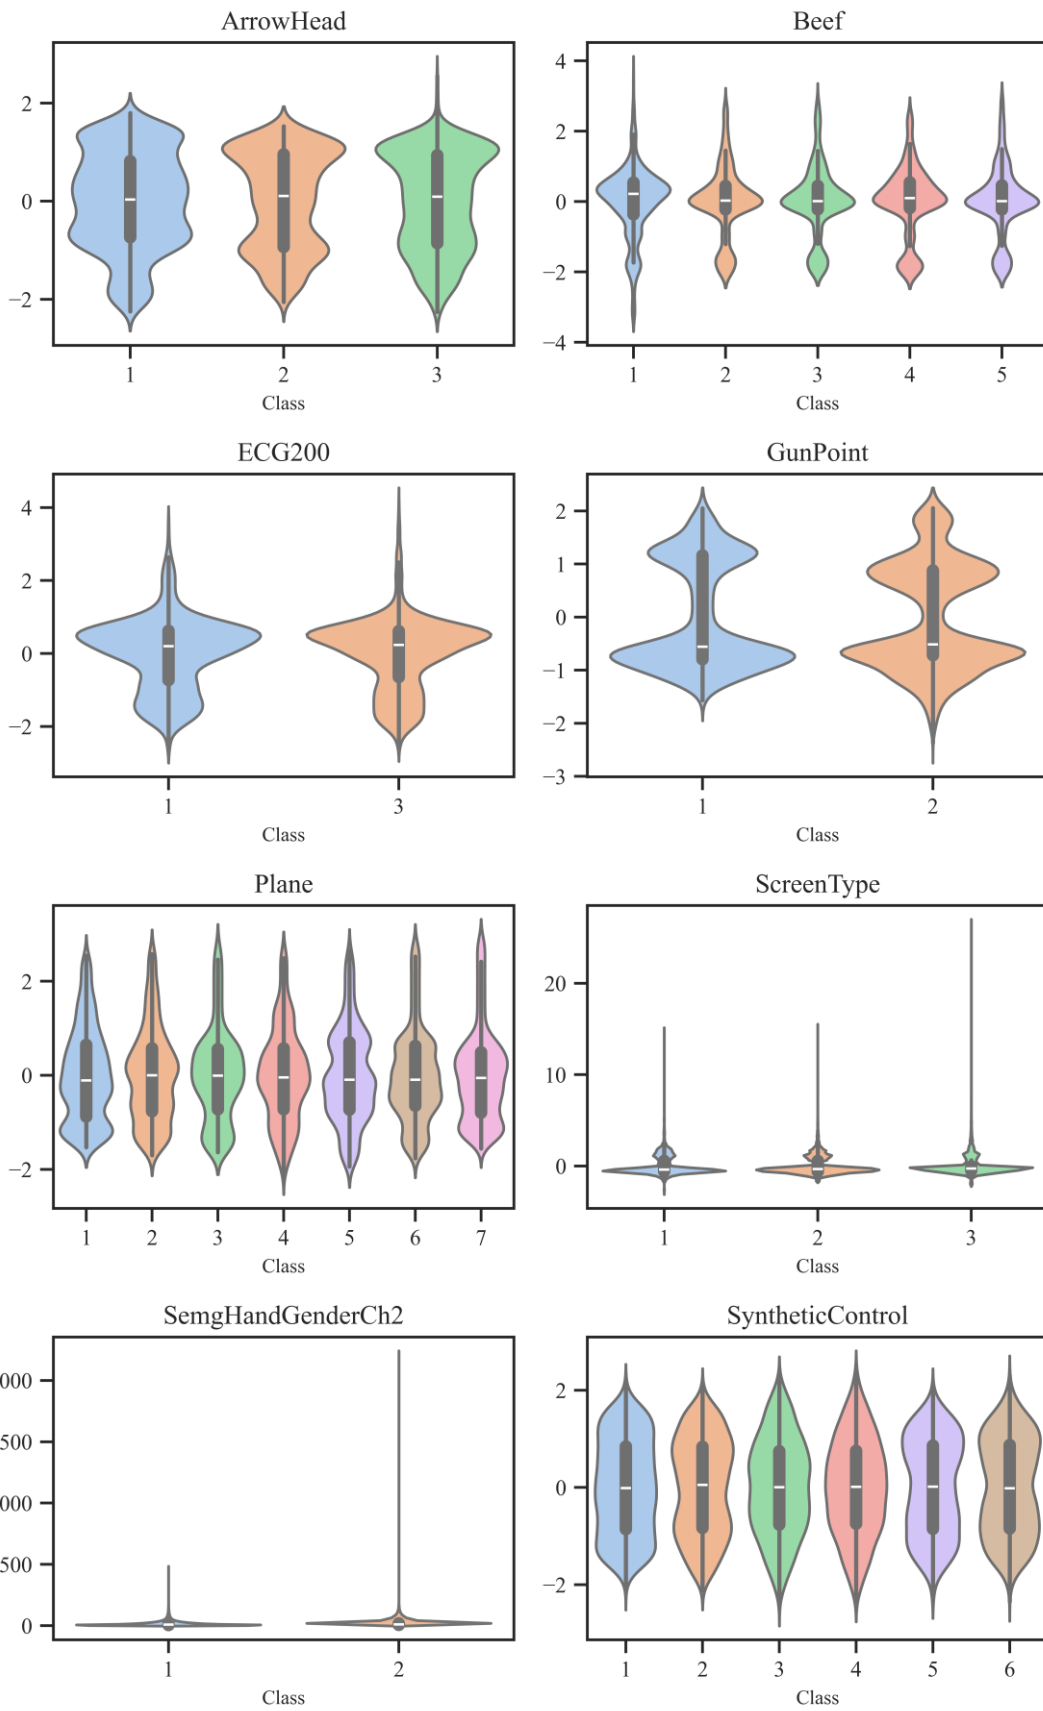 ArrowHead
2
0
−2
1 2 3
Class
Beef
4
2
0
−2
−4
1 2 3 4 5
Class
ECG200
4
2
0
−2
1 3
Class
GunPoint
2
1
0
−1
−2
−3
1 2
Class
Plane
2
0
−2
1 2 3 4 5 6 7
Class
ScreenType
20
10
0
1 2 3
Class
SemgHandGenderCh2
000
500
000
500
0
1 2
Class
SyntheticControl
2
0
−2
1 2 3 4 5 6
Class